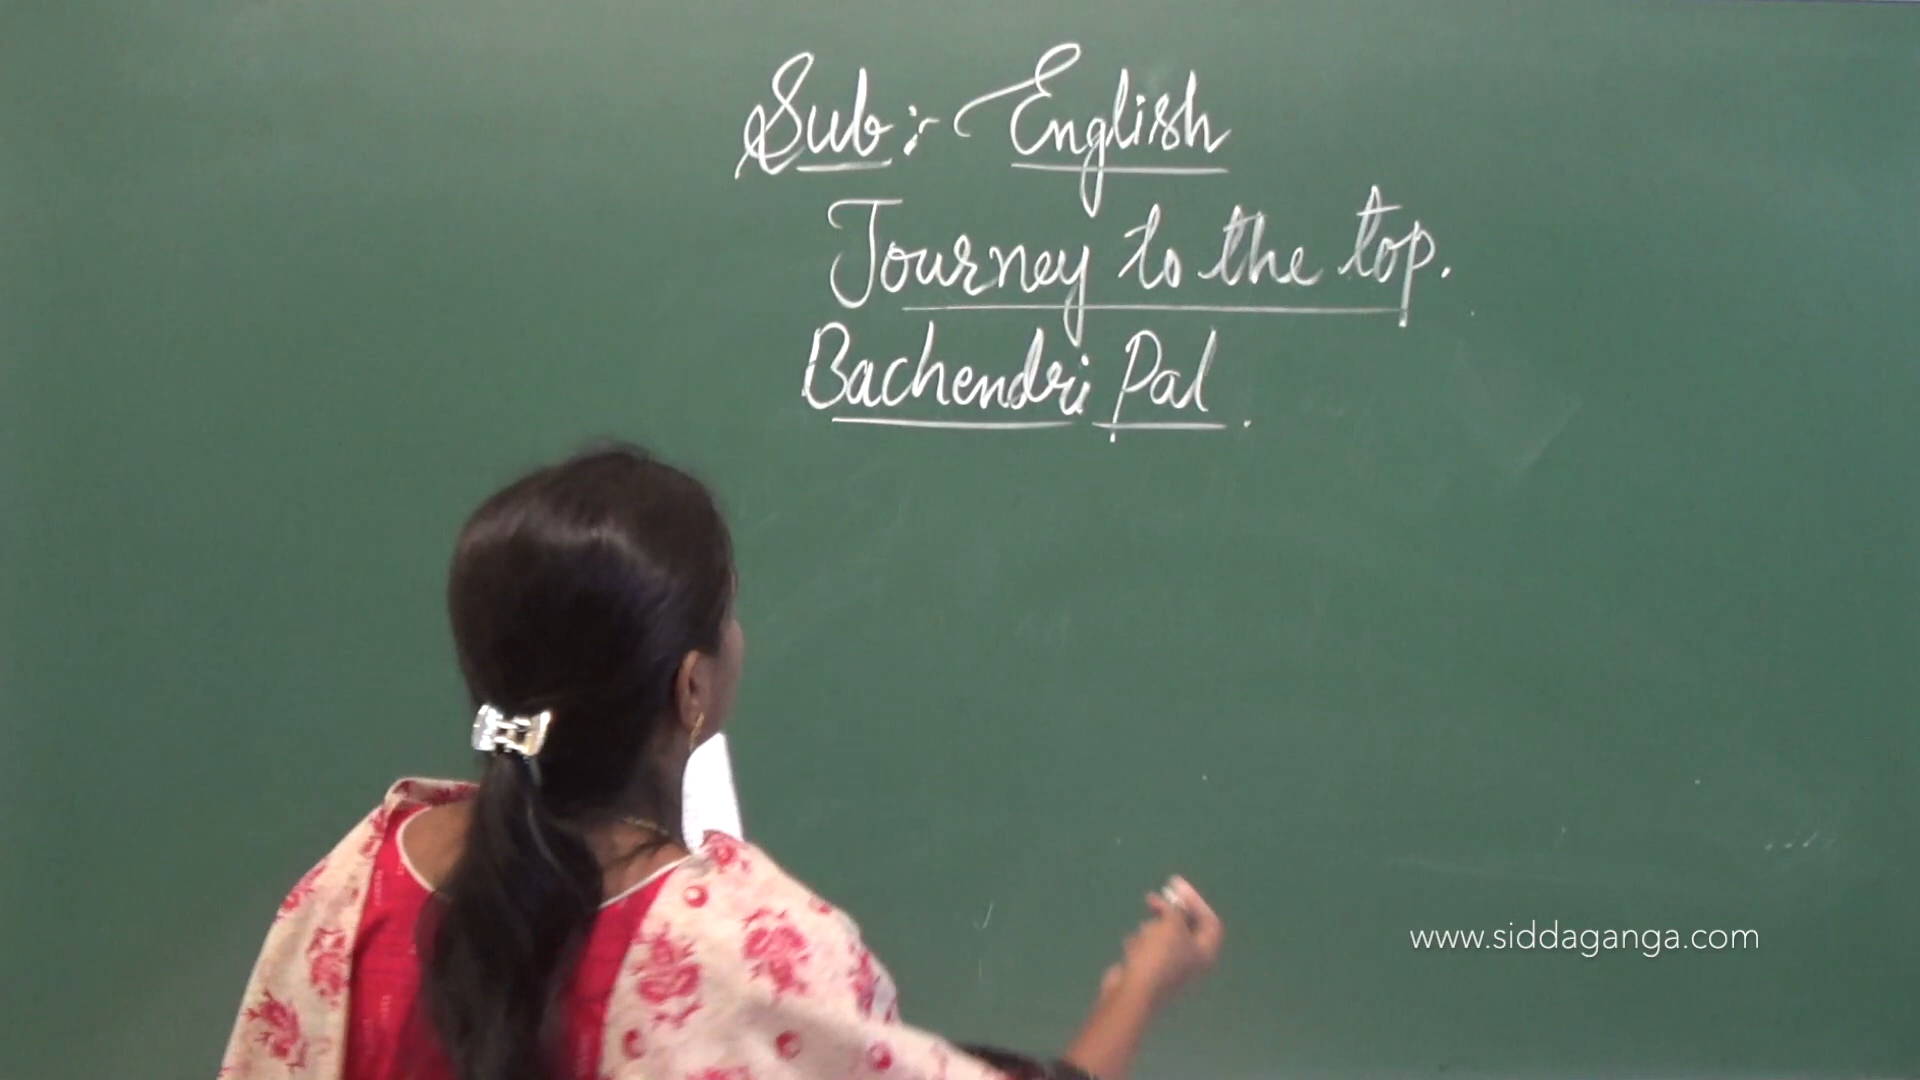 Sub :- English
Journey to the top.
Bachendri Pal.
www.siddaganga.com